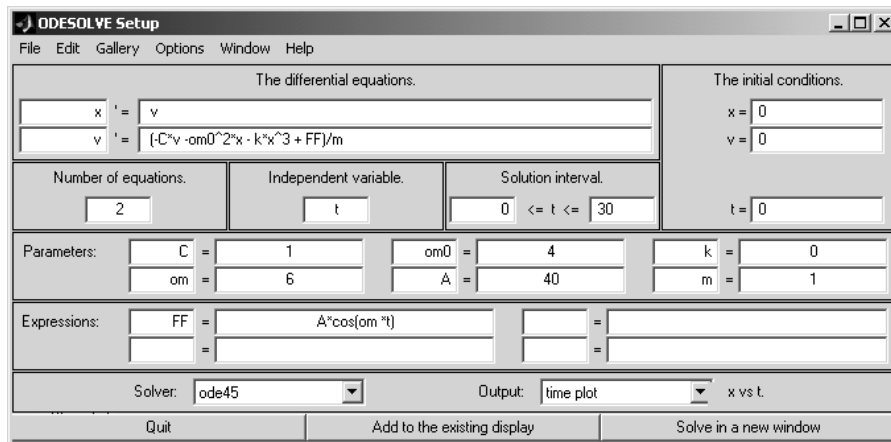 ODESOLVE Setup
File Edit Gallery Options Window Help
The differential equations.
x ' = v
v ' = (-C*v -om0^2*x - k*x^3 + FF)/m
The initial conditions.
x = 0
v = 0
Number of equations.
2
Independent variable.
t
Solution interval.
0 <= t <= 30
t = 0
Parameters: C = 1 om0 = 4 k = 0
om = 6 A = 40 m = 1
Expressions: FF = A*cos(om *t) =
= =
Solver: ode45 Output: time plot x vs t.
Quit Add to the existing display Solve in a new window